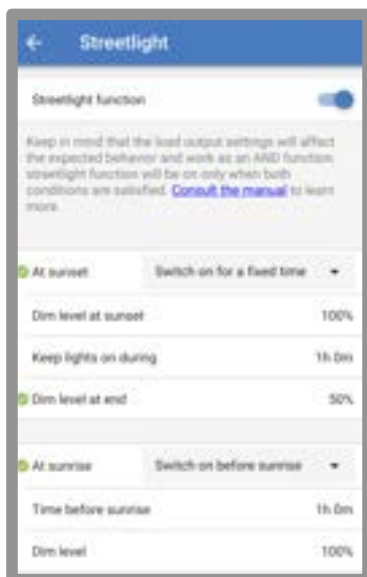 Streetlight
Streetlight function
Keep in mind that the load output settings will affect
the expected behavior and work as an AND function:
streetlight function will be on only when both
conditions are satisfied. Consult the manual to learn
more.
At sunset Switch on for a fixed time
Dim level at sunset 100%
Keep lights on during 1h 0m
Dim level at end 50%
At sunrise Switch on before sunrise
Time before sunrise 1h 0m
Dim level 100%